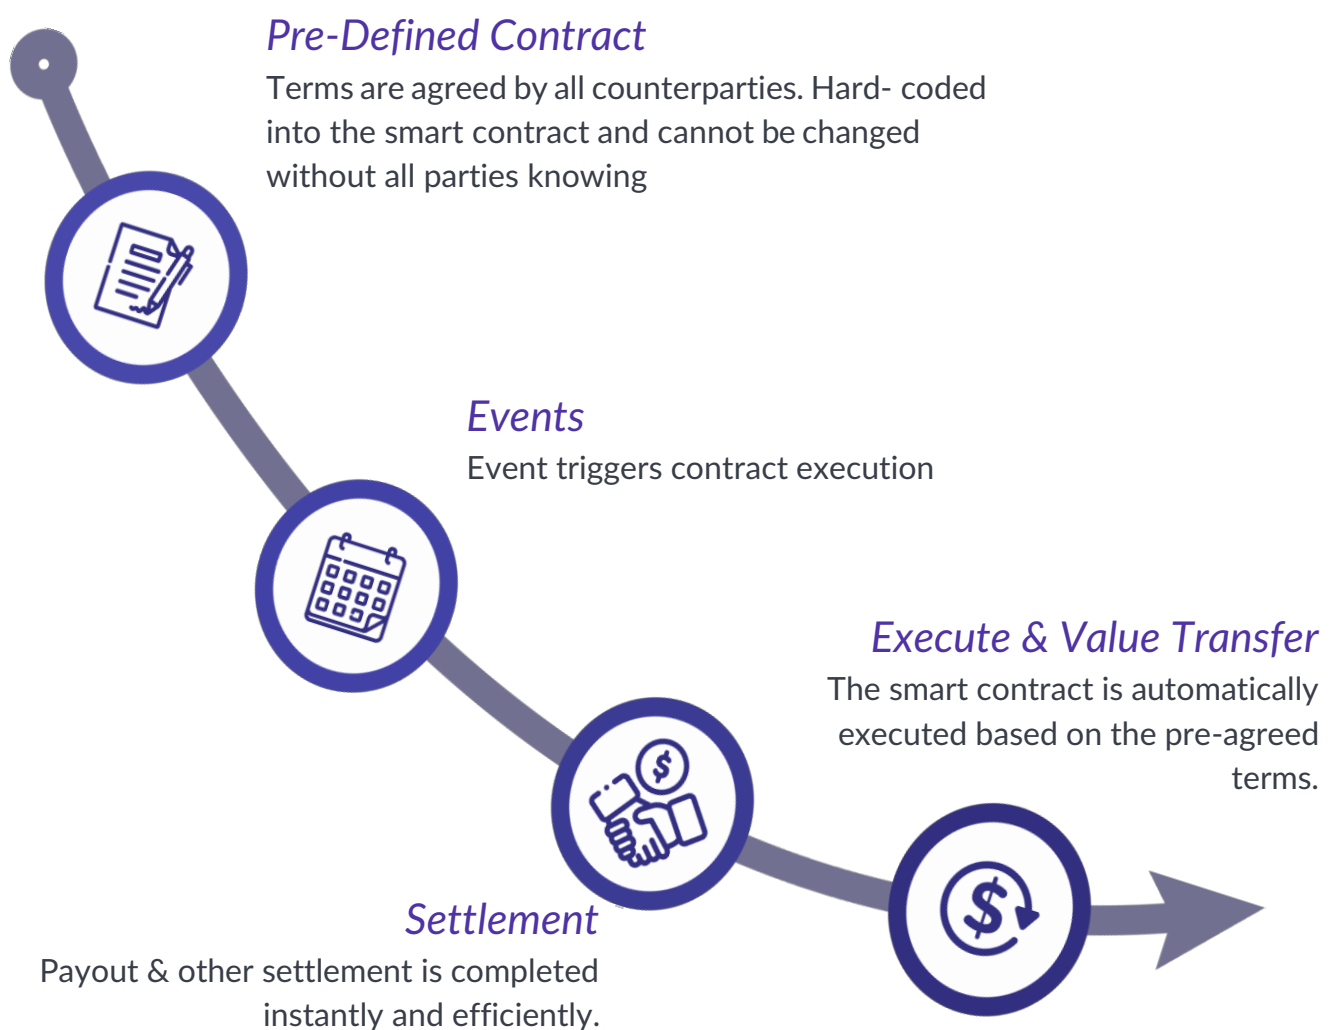 Pre-Defined Contract
Terms are agreed by all counterparties. Hard- coded
into the smart contract and cannot be changed
without all parties knowing
Events
Event triggers contract execution
Execute & Value Transfer
The smart contract is automatically
executed based on the pre-agreed
terms.
$
$
Settlement
Payout & other settlement is completed
instantly and efficiently.